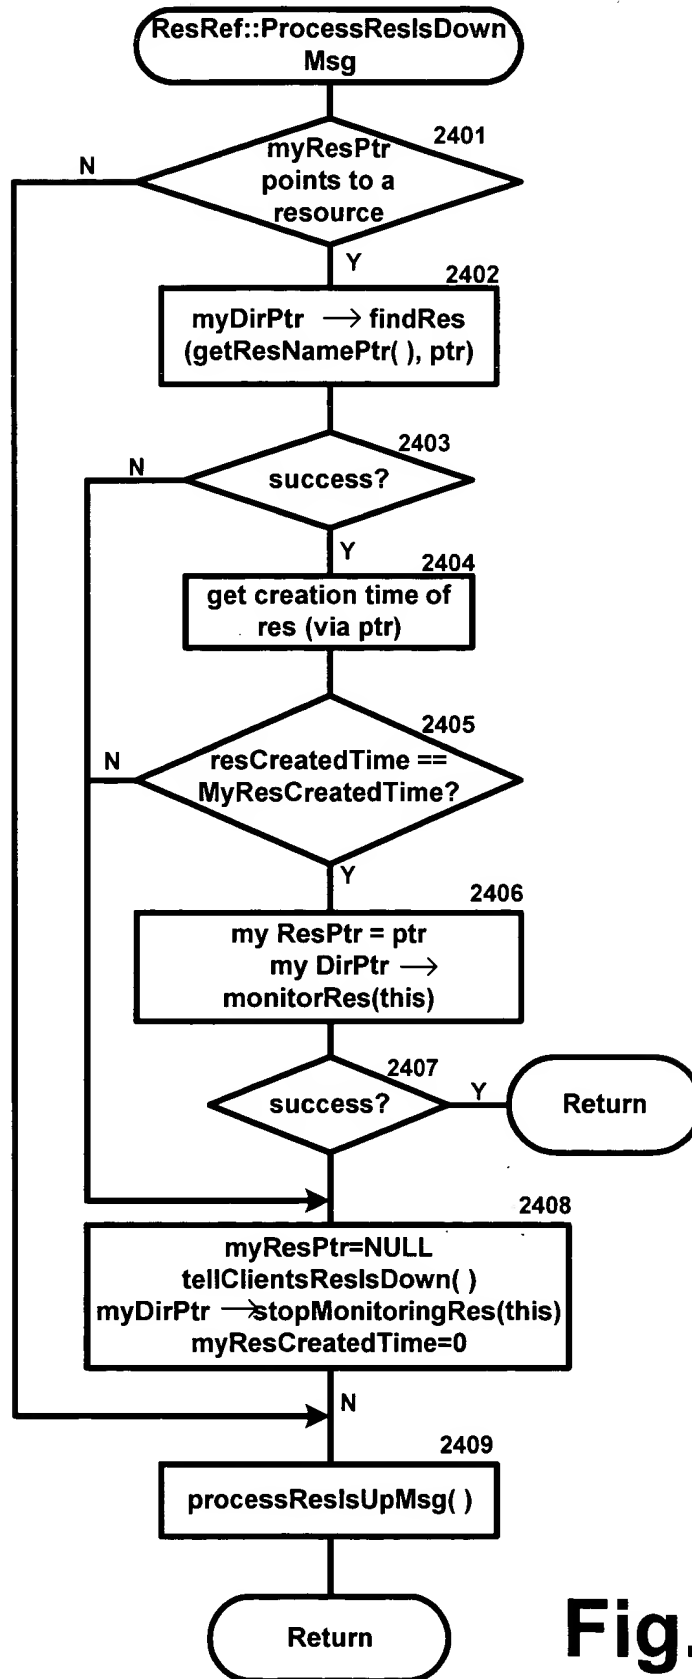 ResRef::ProcessResIsDown
Msg
2401
N
myResPtr
points to a
resource
Y
2402
myDirPtr → findRes
(getResNamePtr( ), ptr)
2403
N
success?
Y
2404
get creation time of
res (via ptr)
2405
N
resCreatedTime ==
MyResCreatedTime?
Y
2406
my ResPtr = ptr
my DirPtr →
monitorRes(this)
2407
success?
Y
Return
2408
myResPtr=NULL
tellClientsResIsDown( )
myDirPtr →stopMonitoringRes(this)
myResCreatedTime=0
N
2409
processResIsUpMsg( )
Return
Fig.